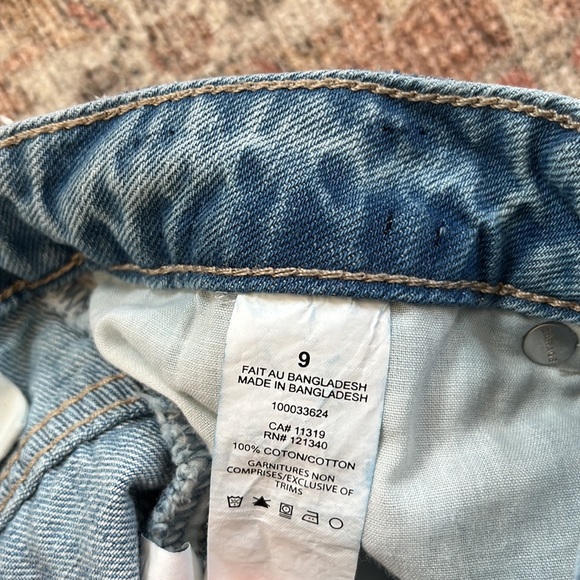 9
FAIT AU BANGLADESH
MADE IN BANGLADESH
100033624
CA# 11319
RN# 121340
100% COTON/COTTON
GARNITURES NON
COMPRISES/EXCLUSIVE OF
TRIMS